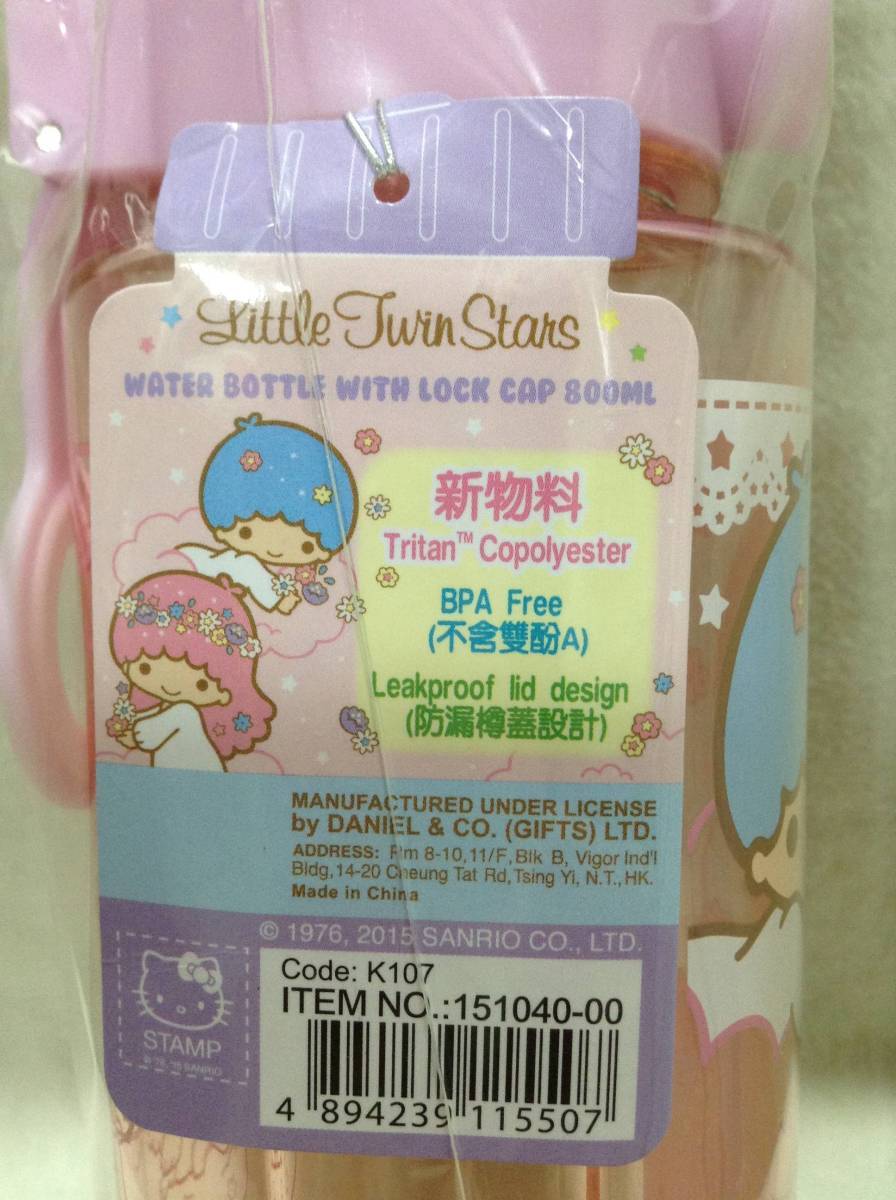 Little Twin Stars
WATER BOTTLE WITH LOCK CAP 800ML
新物料
Tritan™ Copolyester
BPA Free
(不含雙酚A)
Leakproof lid design
(防漏樽蓋設計)
MANUFACTURED UNDER LICENSE
by DANIEL & CO. (GIFTS) LTD.
ADDRESS: Rm 8-10,11/F,Blk B, Vigor Ind'l
Bldg,14-20 Cheung Tat Rd,Tsing Yi, N.T.,HK.
Made in China
© 1976, 2015 SANRIO CO., LTD.
Code: K107
ITEM NO.:151040-00
STAMP
© '76, '15 SANRIO
4 894239 115507